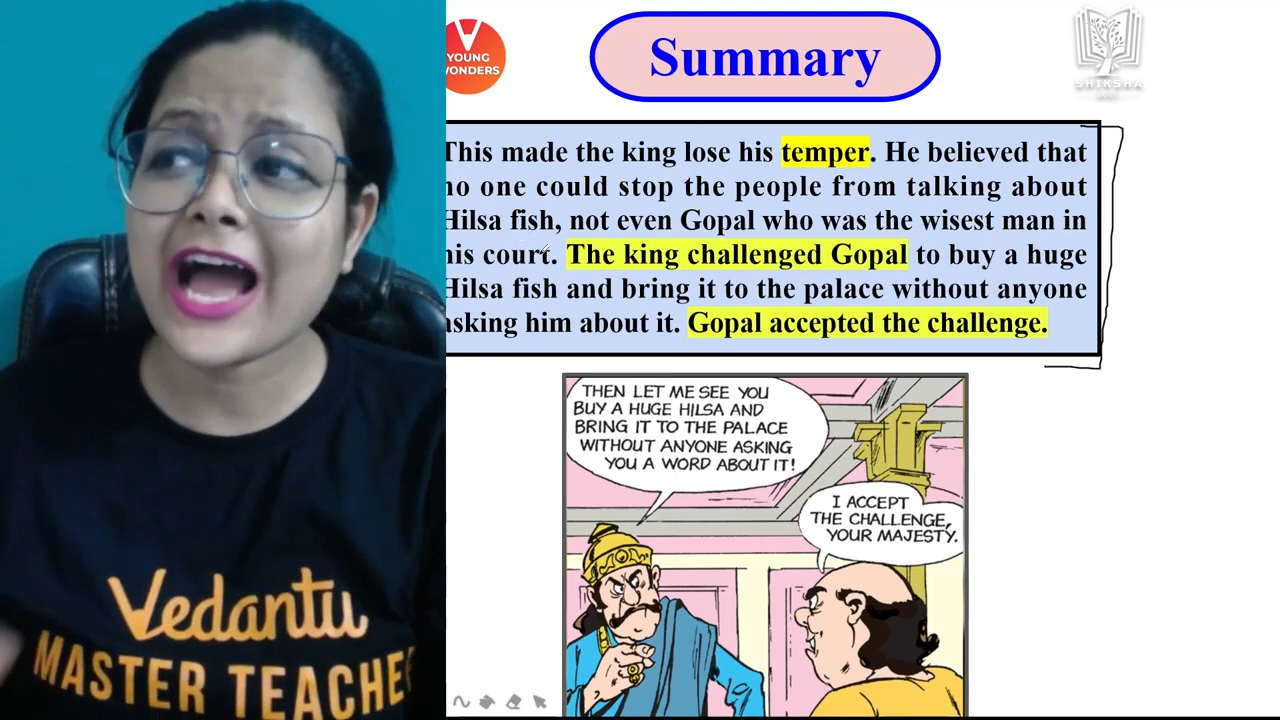 YOUNG
WONDERS
Summary
SHIKSHA
This made the king lose his temper. He believed that
no one could stop the people from talking about
Hilsa fish, not even Gopal who was the wisest man in
his court. The king challenged Gopal to buy a huge
Hilsa fish and bring it to the palace without anyone
asking him about it. Gopal accepted the challenge.
THEN LET ME SEE YOU
BUY A HUGE HILSA AND
BRING IT TO THE PALACE
WITHOUT ANYONE ASKING
YOU A WORD ABOUT IT!
I ACCEPT
THE CHALLENGE,
YOUR MAJESTY.
Vedantu
MASTER TEACHER